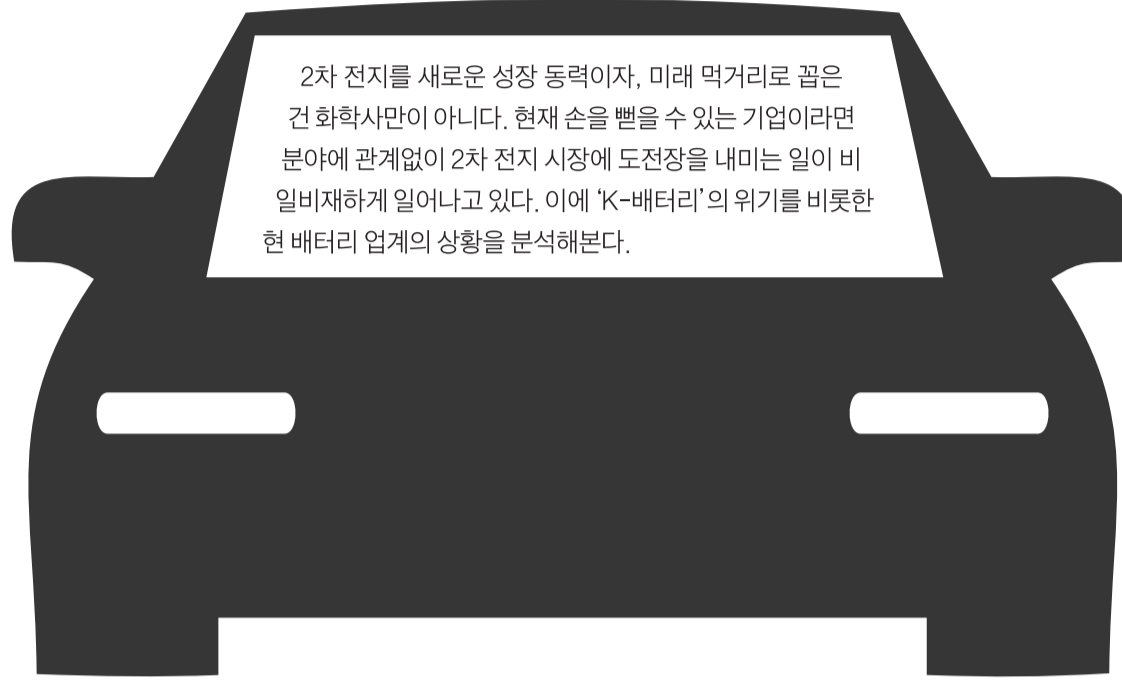 2차 전지를 새로운 성장 동력이자, 미래 먹거리로 꼽은
건 화학사만이 아니다. 현재 손을 뻗을 수 있는 기업이라면
분야에 관계없이 2차 전지 시장에 도전장을 내미는 일이 비
일비재하게 일어나고 있다. 이에 ‘K-배터리’의 위기를 비롯한
현 배터리 업계의 상황을 분석해본다.